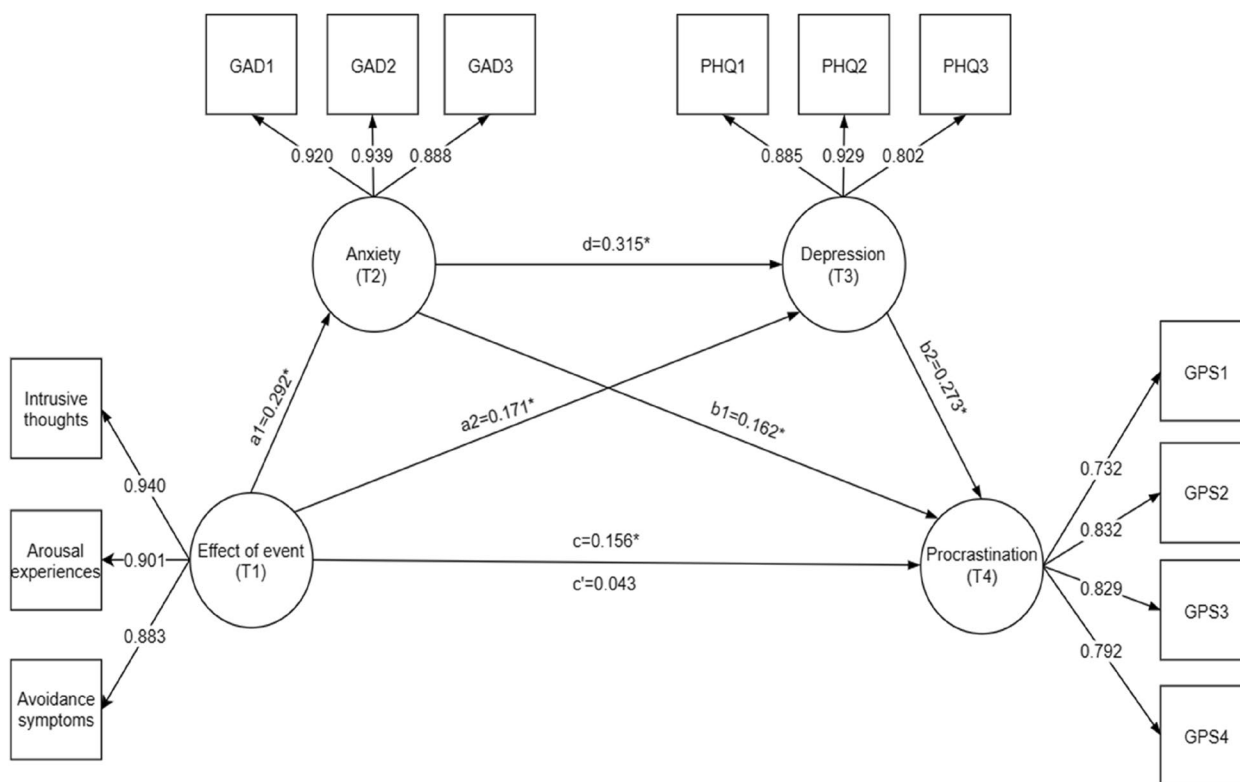 GAD1
GAD2
GAD3
PHQ1
PHQ2
PHQ3
0.920
0.939
0.888
0.885
0.929
0.802
Anxiety
(T2)
d=0.315*
Depression
(T3)
a1=0.292*
a2=0.171*
b1=0.162*
b2=0.273*
Intrusive
thoughts
0.940
Arousal
experiences
0.901
Avoidance
symptoms
0.883
Effect of event
(T1)
c=0.156*
c'=0.043
Procrastination
(T4)
0.732
0.832
0.829
0.792
GPS1
GPS2
GPS3
GPS4